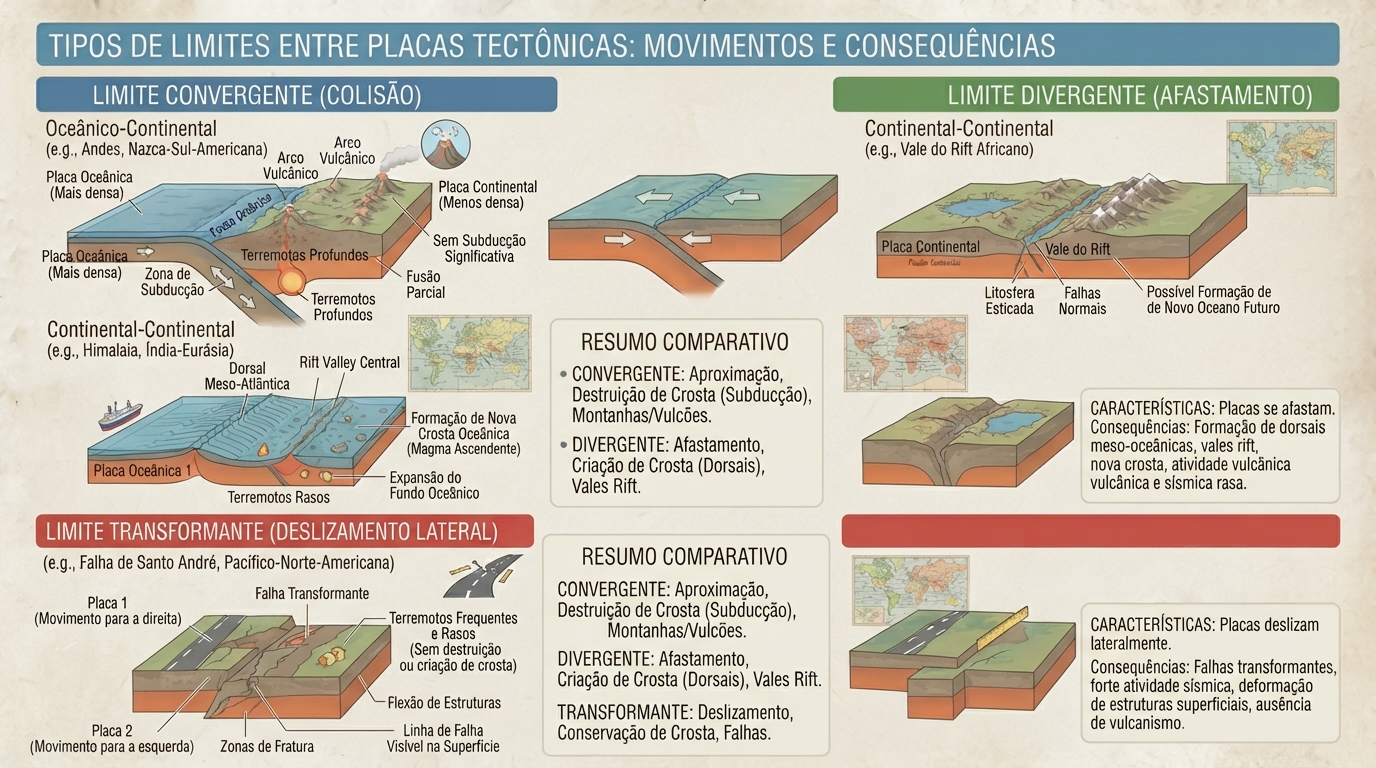 TIPOS DE LIMITES ENTRE PLACAS TECTÔNICAS: MOVIMENTOS E CONSEQUÊNCIAS
LIMITE CONVERGENTE (COLISÃO)
Oceânico-Continental
(e.g., Andes, Nazca-Sul-Americana)
Placa Oceânica
(Mais densa)
Arco
Vulcânico
Arco
Vulcânico
Placa Continental
(Menos densa)
Placa Oceânica
(Mais densa)
Zona de
Subducção
Terremotos Profundos
Sem Subducção
Significativa
Fusão
Parcial
Terremotos
Profundos
Continental-Continental
(e.g., Himalaia, Índia-Eurásia)
Dorsal
Meso-Atlântica
Rift Valley Central
Formação de Nova
Crosta Oceânica
(Magma Ascendente)
Placa Oceânica 1
Terremotos Rasos
Expansão do
Fundo Oceônico
RESUMO COMPARATIVO
• CONVERGENTE: Aproximação,
Destruição de Crosta (Subducção),
Montanhas/Vulcões.
• DIVERGENTE: Afastamento,
Criação de Crosta (Dorsais),
Vales Rift.
LIMITE DIVERGENTE (AFASTAMENTO)
Continental-Continental
(e.g., Vale do Rift Africano)
Placa Continental
Vale do Rift
Litosfera
Esticada
Falhas
Normais
Possível Formação de
de Novo Oceano Futuro
CARACTERÍSTICAS: Placas se afastam.
Consequências: Formação de dorsais
meso-oceânicas, vales rift,
nova crosta, atividade vulcânica
vulcânica e sísmica rasa.
LIMITE TRANSFORMANTE (DESLIZAMENTO LATERAL)
(e.g., Falha de Santo André, Pacífico-Norte-Americana)
Placa 1
(Movimento para a direita)
Falha Transformante
Terremotos Frequentes
e Rasos
(Sem destruição
ou criação de crosta)
Flexão de Estruturas
Placa 2
(Movimento para a esquerda)
Zonas de Fratura
Linha de Falha
Visível na Superfície
RESUMO COMPARATIVO
CONVERGENTE: Aproximação,
Destruição de Crosta (Subducção),
Montanhas/Vulcões.
DIVERGENTE: Afastamento,
Criação de Crosta (Dorsais), Vales Rift.
TRANSFORMANTE: Deslizamento,
Conservação de Crosta, Falhas.
CARACTERÍSTICAS: Placas deslizam
lateralmente.
Consequências: Falhas transformantes,
forte atividade sísmica, deformação
de estruturas superficiais, ausência
de vulcanismo.